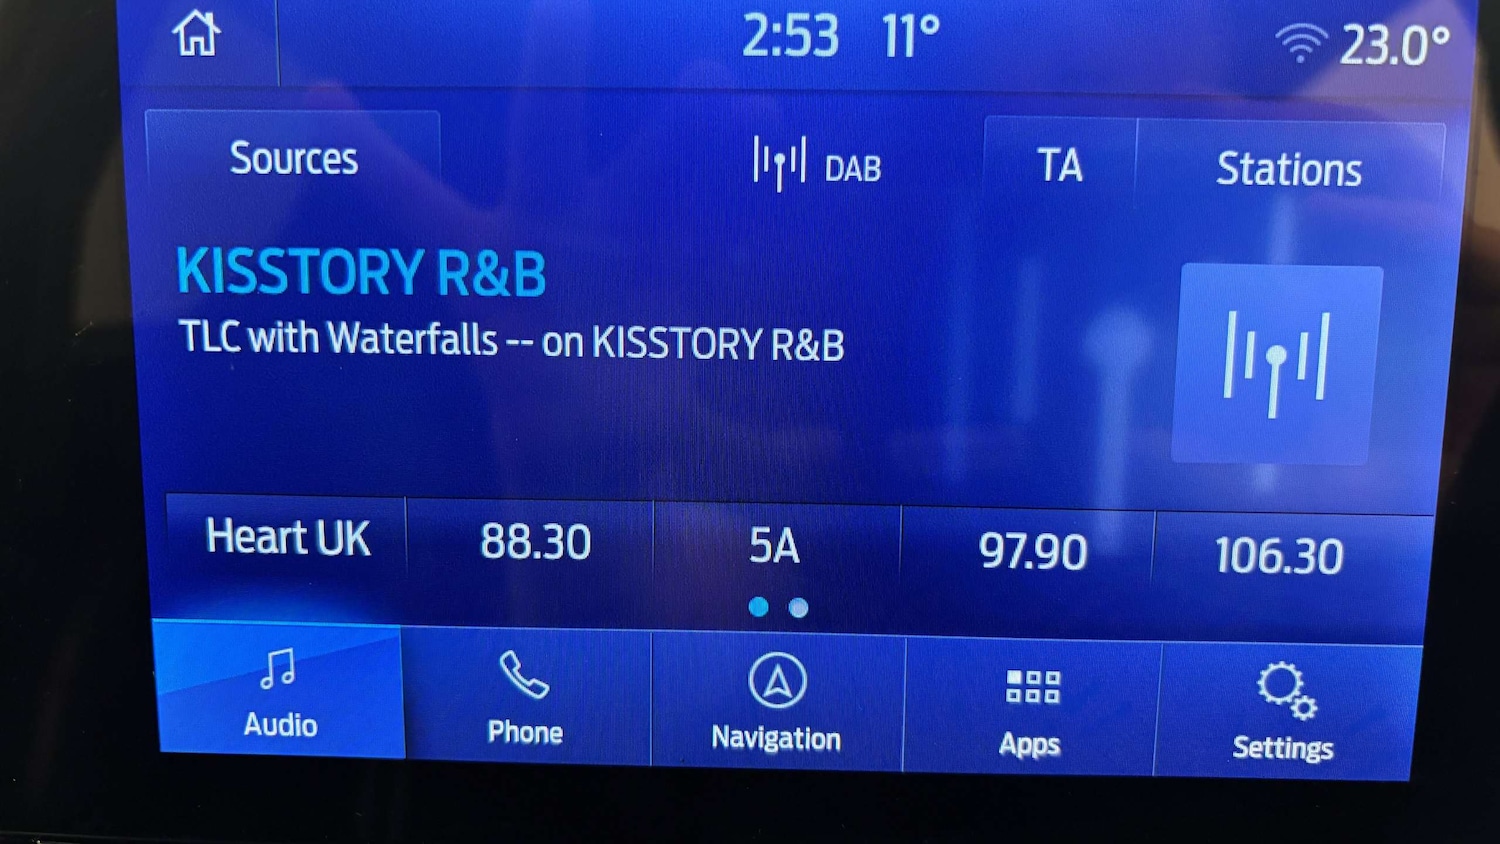 2:53 11° 23.0°
Sources DAB TA Stations
KISSTORY R&B
TLC with Waterfalls -- on KISSTORY R&B
Heart UK 88.30 5A 97.90 106.30
Audio Phone Navigation Apps Settings